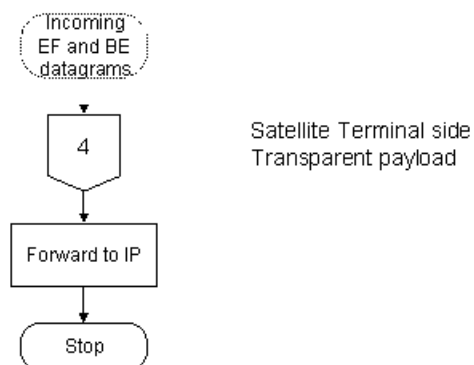 Incoming
EF and BE
datagrams
4
Satellite Terminal side
Transparent payload
Forward to IP
Stop